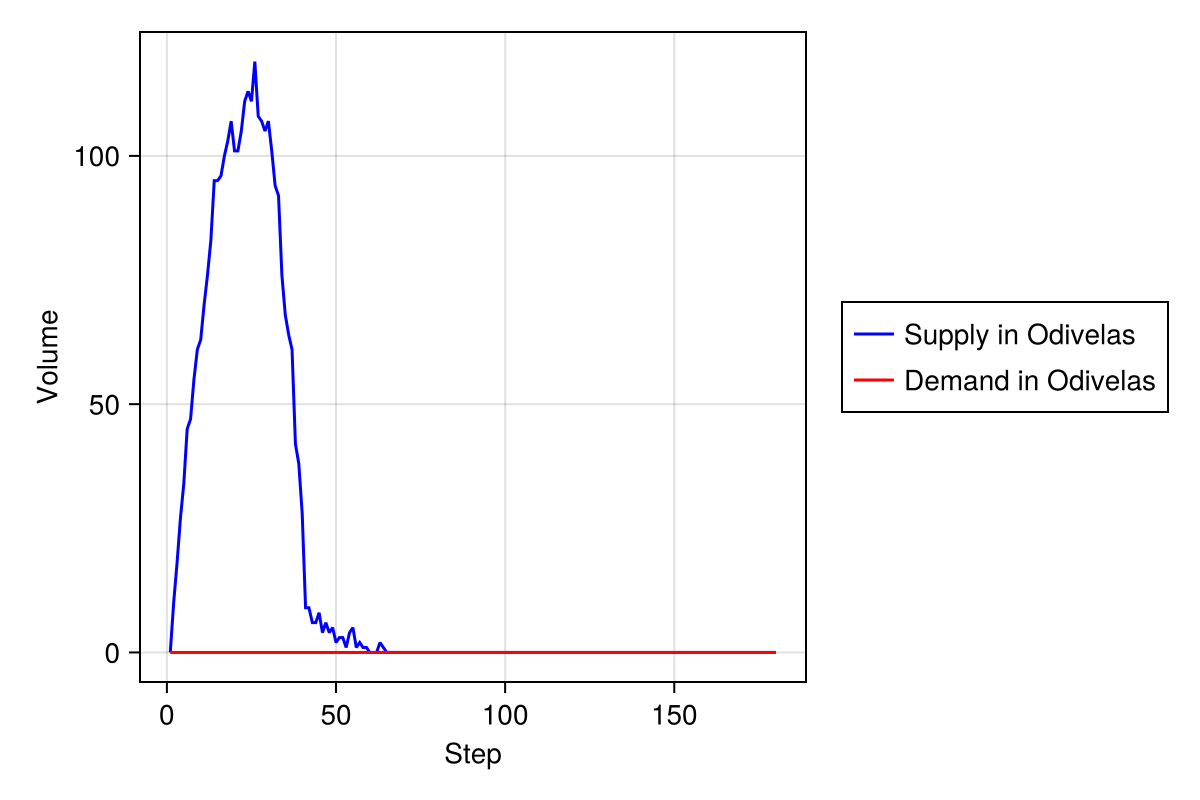 100
50
0
Volume
0 50 100 150
Step
Supply in Odivelas
Demand in Odivelas